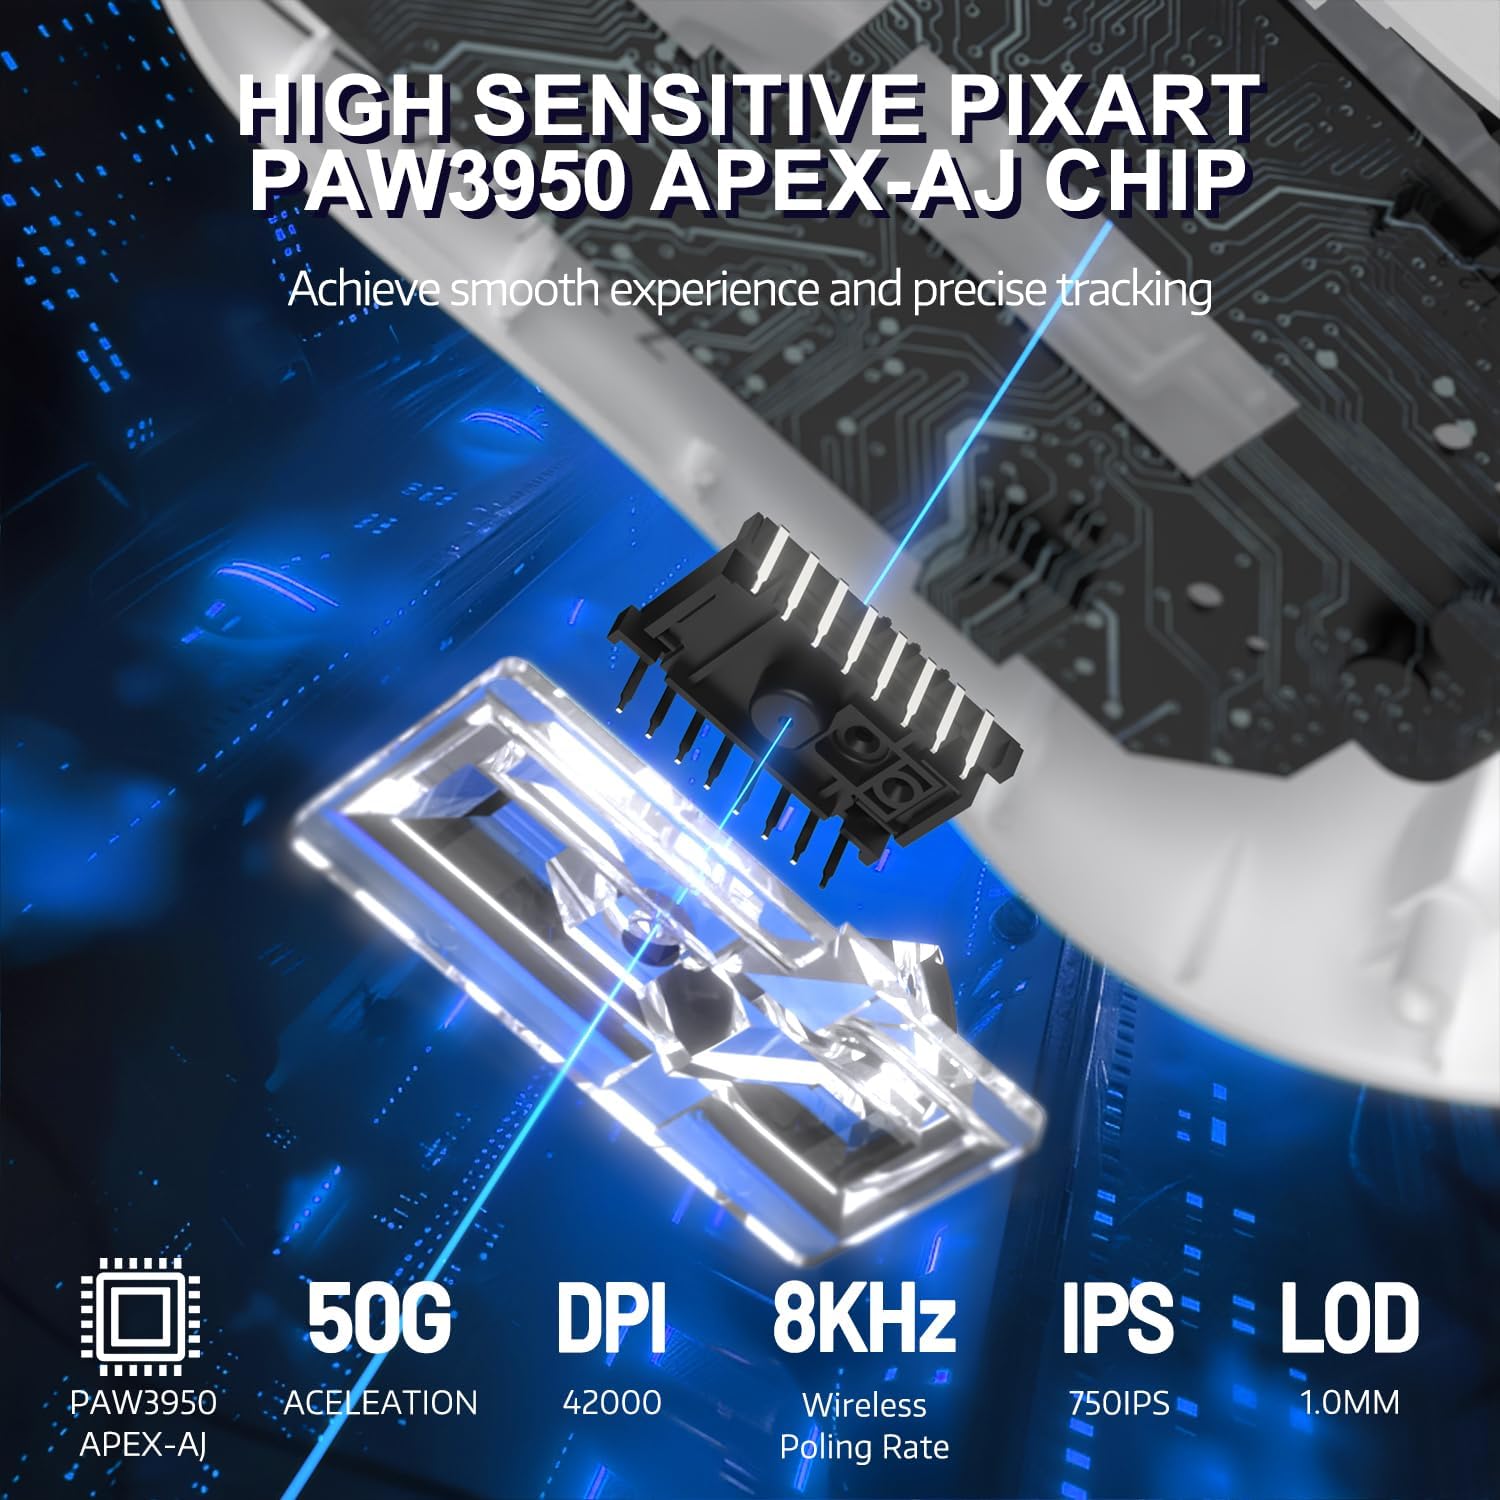 HIGH SENSITIVE PIXART
PAW3950 APEX-AJ CHIP
Achieve smooth experience and precise tracking
PAW3950
APEX-AJ
50G
ACELEATION
DPI
42000
8KHz
Wireless
Poling Rate
IPS
750IPS
LOD
1.0MM